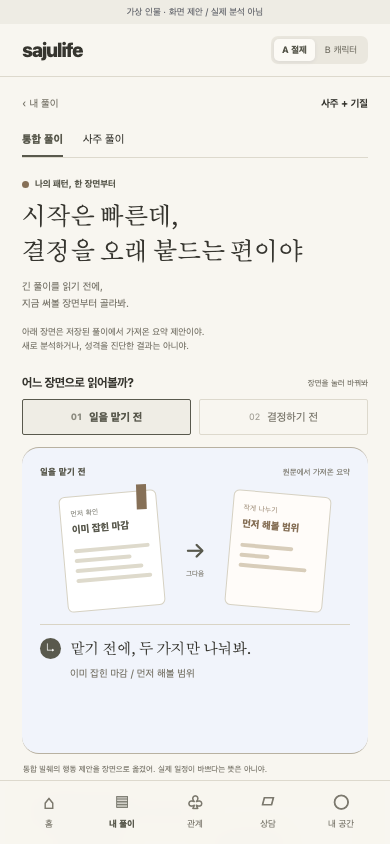 가상 인물 · 화면 제안 / 실제 분석 아님
sajulife
A 절제 B 캐릭터
‹ 내 풀이
사주 + 기질
통합 풀이 사주 풀이
나의 패턴, 한 장면부터
시작은 빠른데,
결정을 오래 붙드는 편이야
긴 풀이를 읽기 전에,
지금 써볼 장면부터 골라봐.
아래 장면은 저장된 풀이에서 가져온 요약 제안이야.
새로 분석하거나, 성격을 진단한 결과는 아니야.
어느 장면으로 읽어볼까?
장면을 눌러 바꿔봐
01 일을 맡기 전
02 결정하기 전
일을 맡기 전
원문에서 가져온 요약
먼저 확인
이미 잡힌 마감
그다음
작게 나누기
먼저 해볼 범위
맡기 전에, 두 가지만 나눠봐.
이미 잡힌 마감 / 먼저 해볼 범위
통합 발췌의 행동 제안을 장면으로 옮겼어. 실제 일정이 바쁘다는 뜻은 아니야.
홈
내 풀이
관계
상담
내 공간